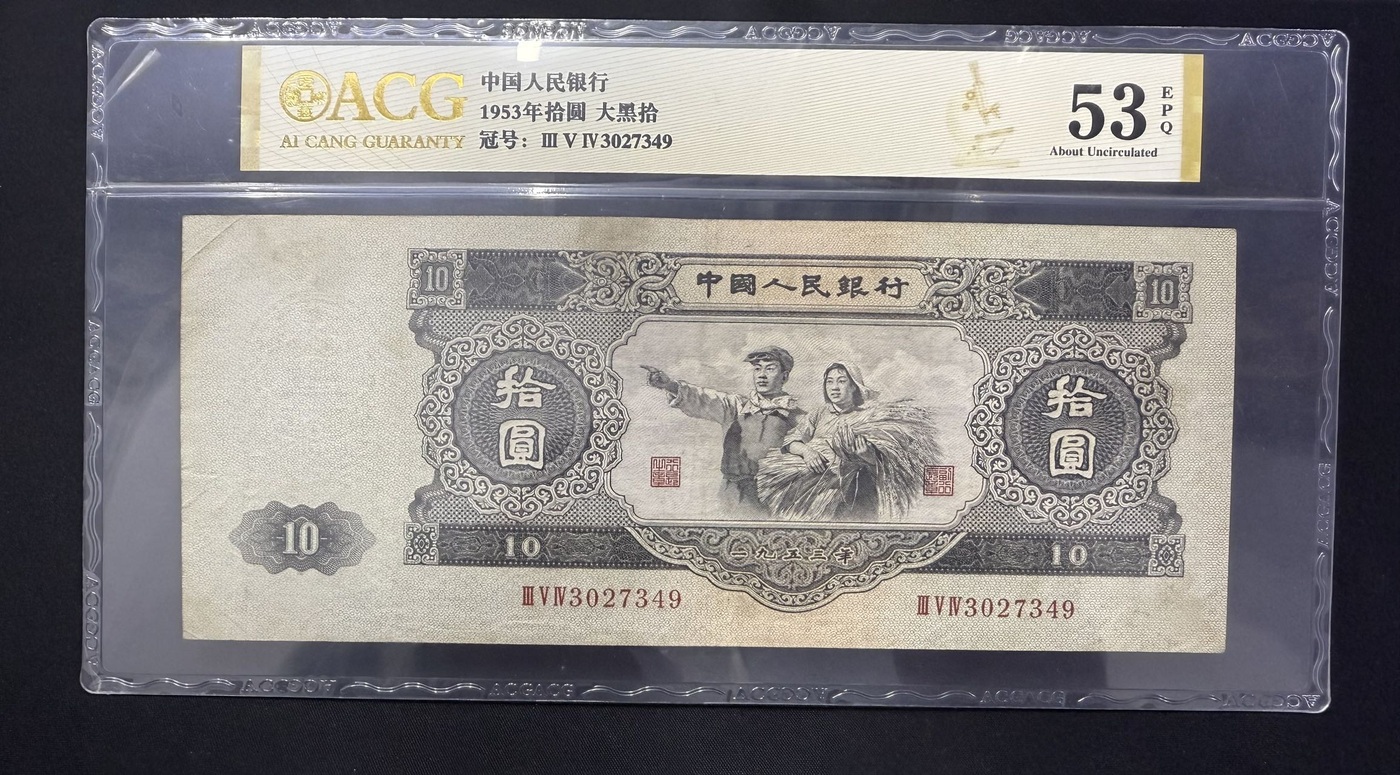 ACG
AI CANG GUARANTY
中国人民银行
1953年拾圆 大黑拾
冠号：ⅢⅤⅣ3027349
53
EPQ
About Uncirculated
10
中國人民銀行
10
拾圓
拾圓
10
10
一九五三年
10
ⅢⅤⅣ3027349
ⅢⅤⅣ3027349